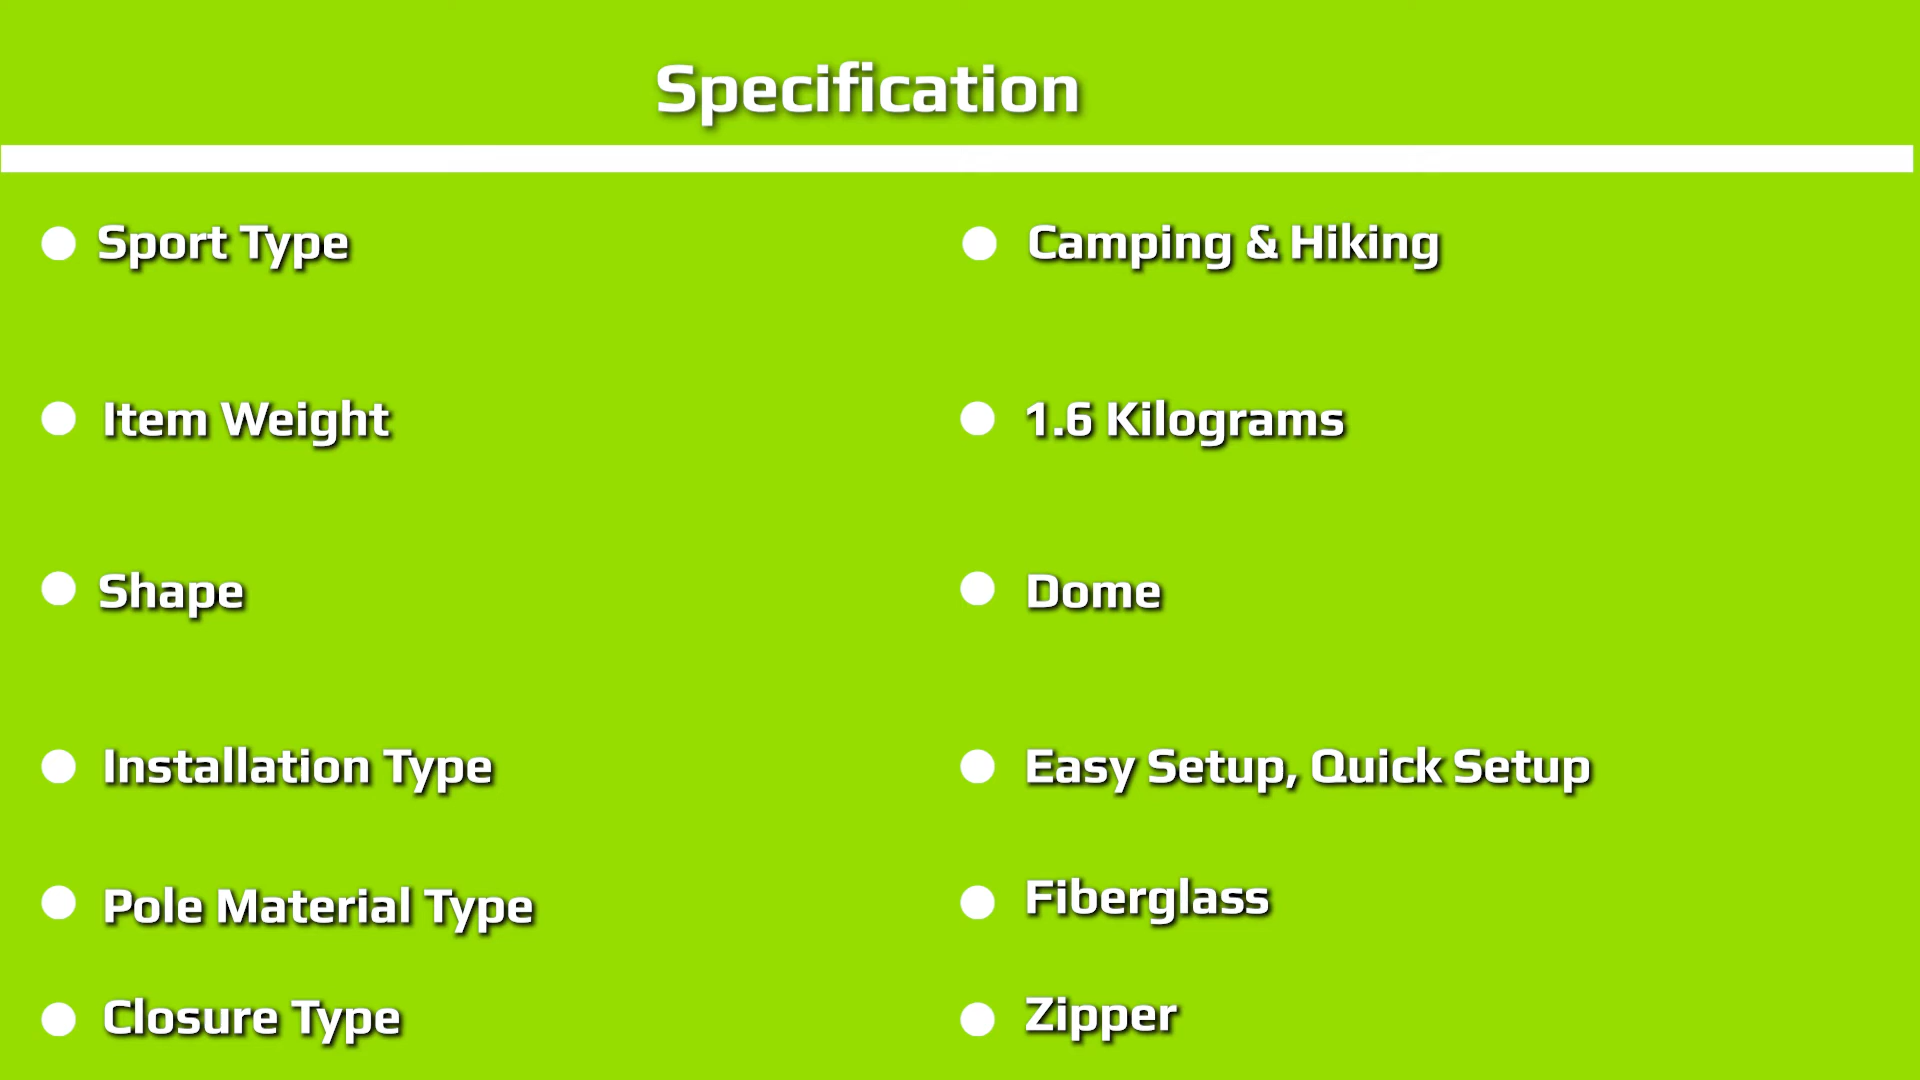 Specification
Sport Type
Camping & Hiking
Item Weight
1.6 Kilograms
Shape
Dome
Installation Type
Easy Setup, Quick Setup
Pole Material Type
Fiberglass
Closure Type
Zipper